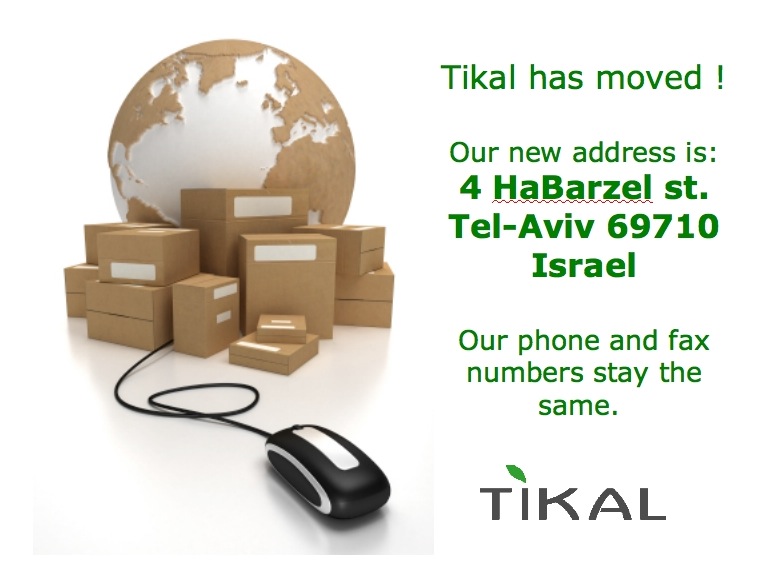 Tikal has moved !
Our new address is:
4 HaBarzel st.
Tel-Aviv 69710
Israel
Our phone and fax
numbers stay the
same.
TIKAL